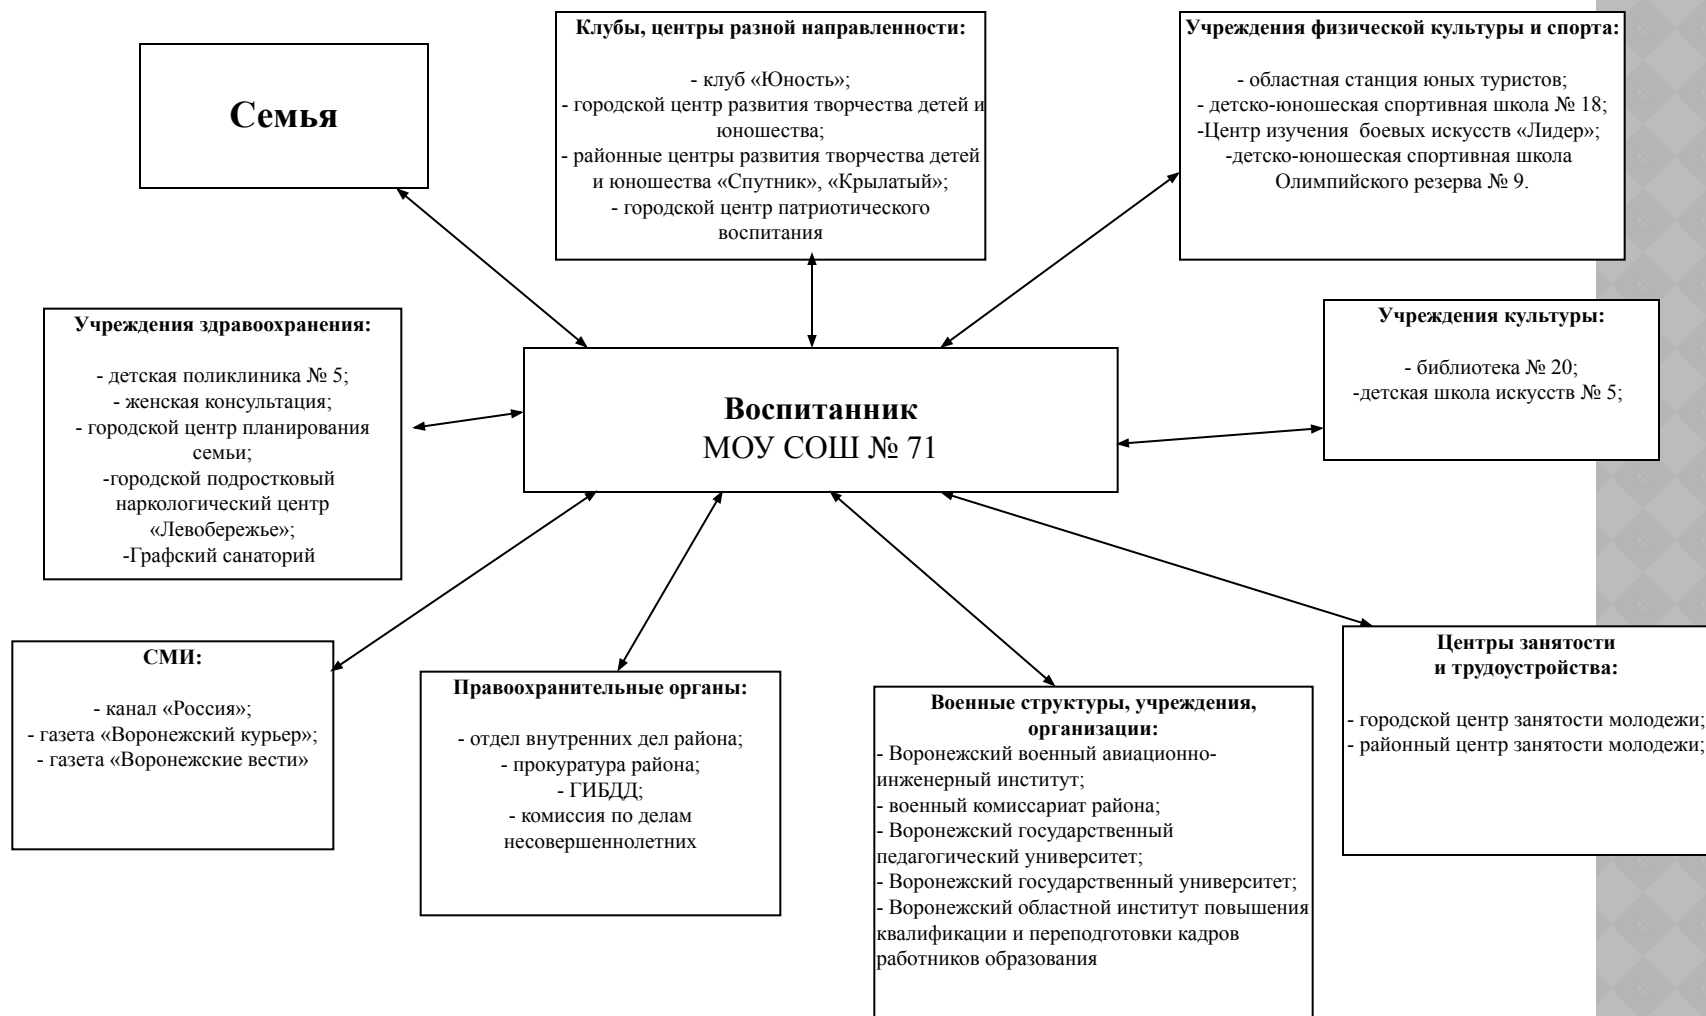 Семья
Клубы, центры разной направленности:
- клуб «Юность»;
- городской центр развития творчества детей и
юношества;
- районные центры развития творчества детей
и юношества «Спутник», «Крылатый»;
- городской центр патриотического
воспитания
Учреждения физической культуры и спорта:
- областная станция юных туристов;
- детско-юношеская спортивная школа № 18;
-Центр изучения боевых искусств «Лидер»;
-детско-юношеская спортивная школа
Олимпийского резерва № 9.
Учреждения здравоохранения:
- детская поликлиника № 5;
- женская консультация;
- городской центр планирования
семьи;
-городской подростковый
наркологический центр
«Левобережье»;
-Графский санаторий
Воспитанник
МОУ СОШ № 71
Учреждения культуры:
- библиотека № 20;
-детская школа искусств № 5;
СМИ:
- канал «Россия»;
- газета «Воронежский курьер»;
- газета «Воронежские вести»
Правоохранительные органы:
- отдел внутренних дел района;
- прокуратура района;
- ГИБДД;
- комиссия по делам
несовершеннолетних
Военные структуры, учреждения,
организации:
- Воронежский военный авиационно-
инженерный институт;
- военный комиссариат района;
- Воронежский государственный
педагогический университет;
- Воронежский государственный университет;
- Воронежский областной институт повышения
квалификации и переподготовки кадров
работников образования
Центры занятости
и трудоустройства:
- городской центр занятости молодежи;
- районный центр занятости молодежи;